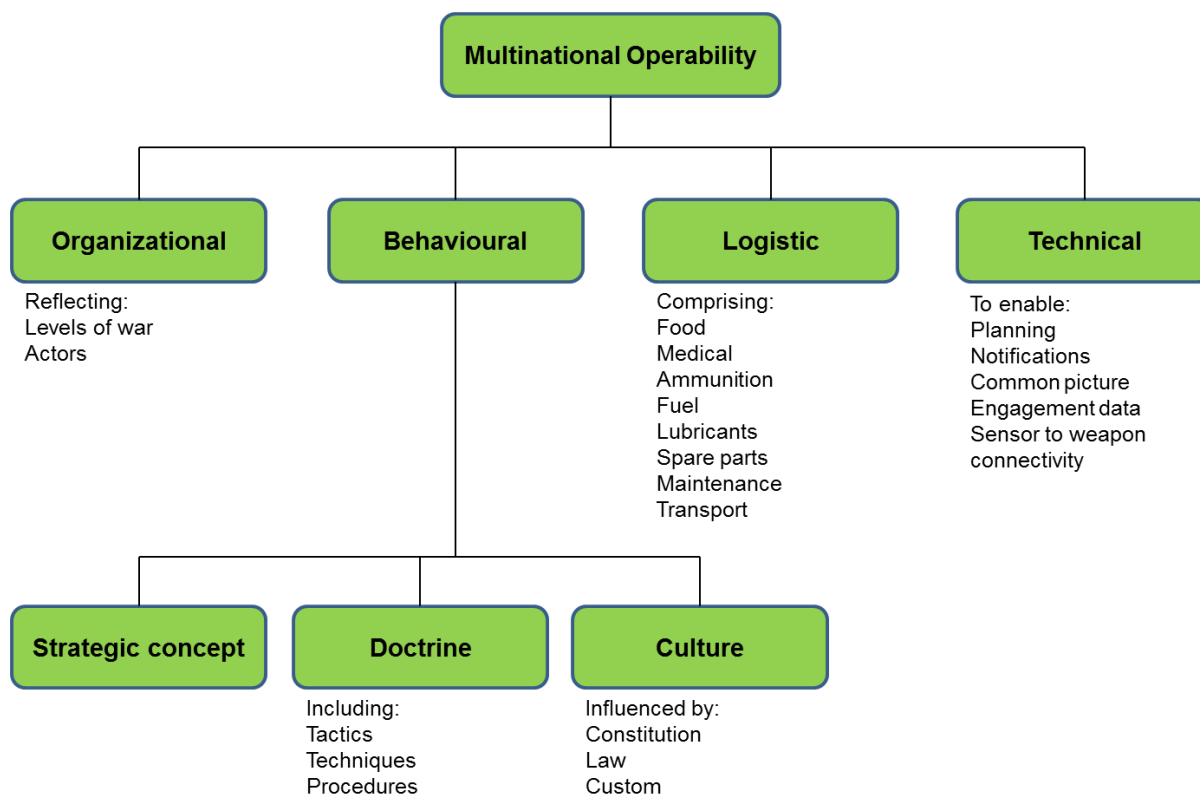 Multinational Operability
Organizational
Reflecting:
Levels of war
Actors
Behavioural
Logistic
Comprising:
Food
Medical
Ammunition
Fuel
Lubricants
Spare parts
Maintenance
Transport
Technical
To enable:
Planning
Notifications
Common picture
Engagement data
Sensor to weapon
connectivity
Strategic concept
Doctrine
Including:
Tactics
Techniques
Procedures
Culture
Influenced by:
Constitution
Law
Custom